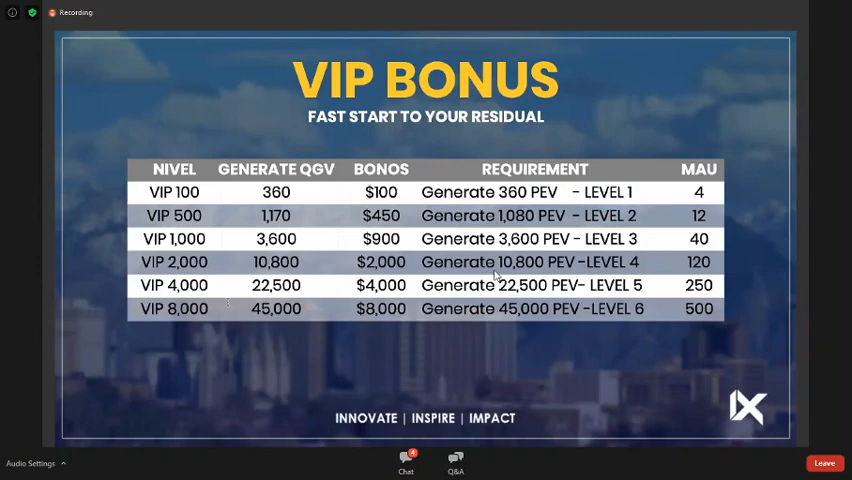 Recording
VIP BONUS
FAST START TO YOUR RESIDUAL
NIVEL GENERATE QGV BONOS REQUIREMENT MAU
VIP 100 360 $100 Generate 360 PEV - LEVEL 1 4
VIP 500 1,170 $450 Generate 1,080 PEV - LEVEL 2 12
VIP 1,000 3,600 $900 Generate 3,600 PEV - LEVEL 3 40
VIP 2,000 10,800 $2,000 Generate 10,800 PEV -LEVEL 4 120
VIP 4,000 22,500 $4,000 Generate 22,500 PEV- LEVEL 5 250
VIP 8,000 45,000 $8,000 Generate 45,000 PEV -LEVEL 6 500
IX
INNOVATE | INSPIRE | IMPACT
Audio Settings
4
Chat
Q&A
Leave